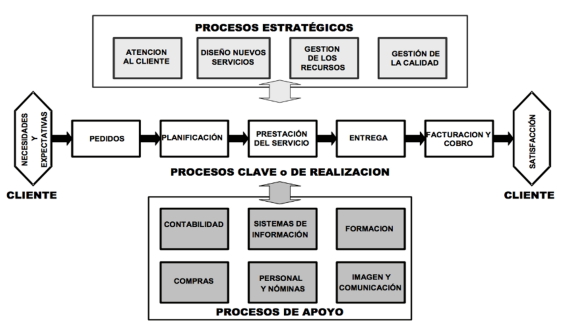 PROCESOS ESTRATÉGICOS
ATENCION
AL CLIENTE
DISEÑO NUEVOS
SERVICIOS
GESTION
DE LOS
RECURSOS
GESTIÓN DE
LA CALIDAD
NECESIDADES
Y
EXPECTATIVAS
PEDIDOS
PLANIFICACIÓN
PRESTACIÓN
DEL SERVICIO
ENTREGA
FACTURACION Y
COBRO
SATISFACCIÓN
CLIENTE
PROCESOS CLAVE o DE REALIZACION
CLIENTE
CONTABILIDAD
SISTEMAS DE
INFORMACIÓN
FORMACION
COMPRAS
PERSONAL
Y NÓMINAS
IMAGEN Y
COMUNICACIÓN
PROCESOS DE APOYO